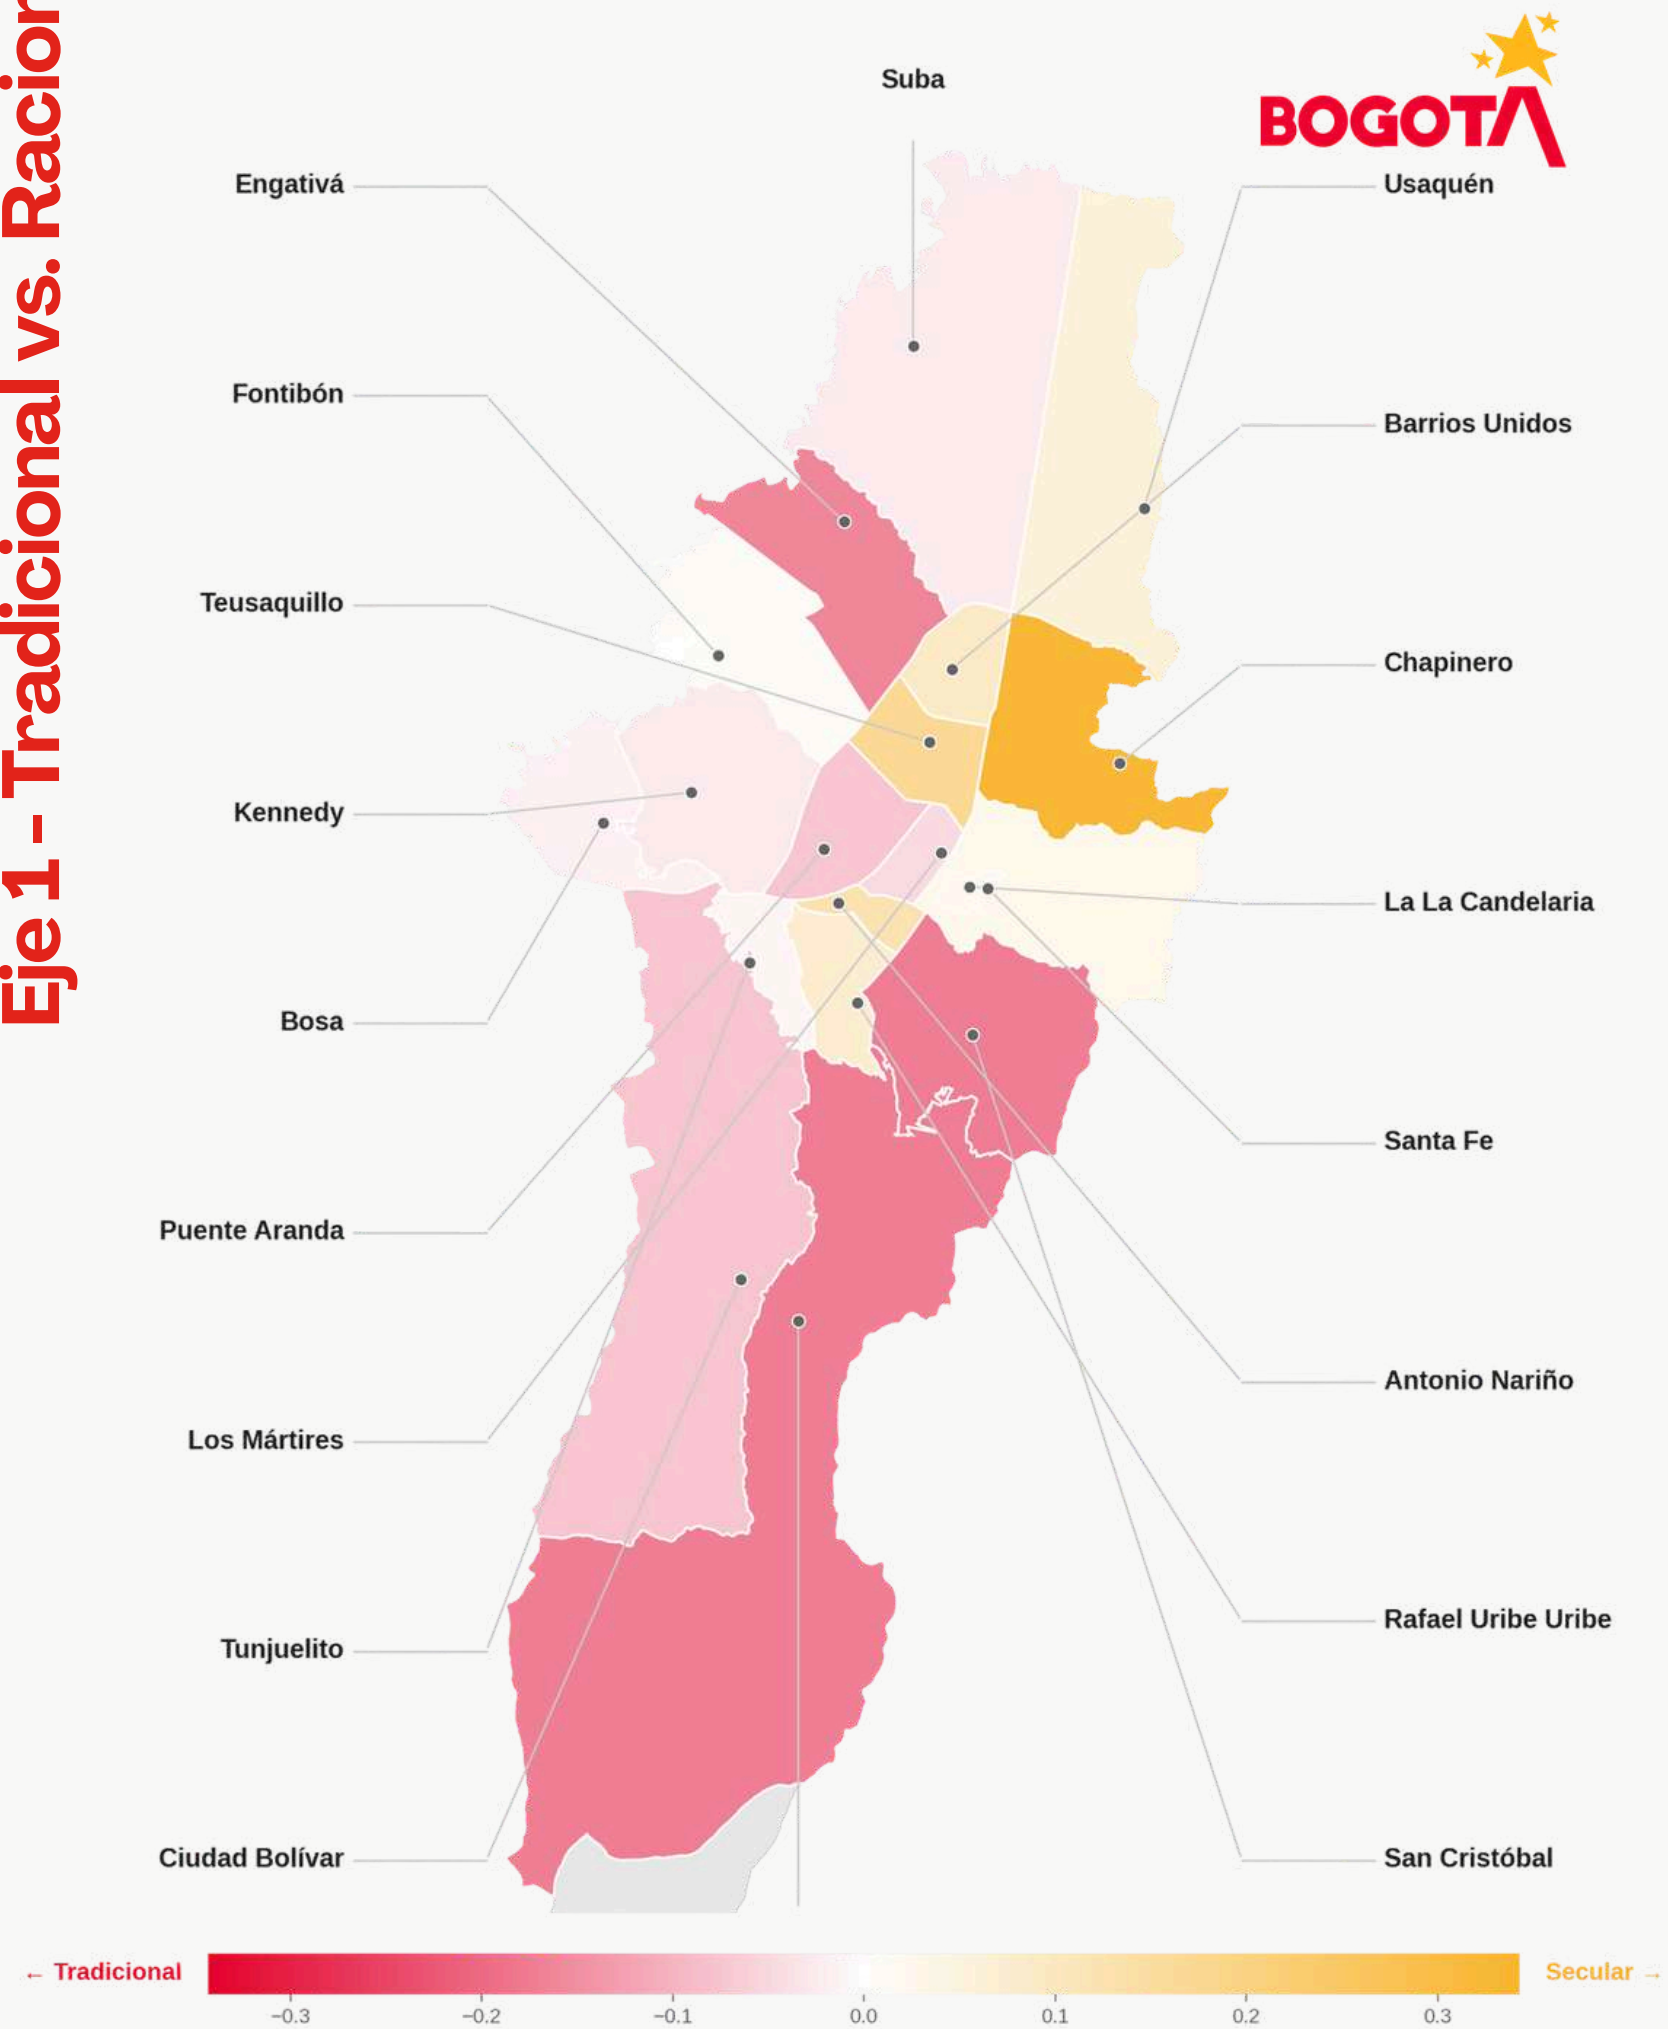 Eje 1 - Tradicional vs. Racion
BOGOTÁ
Suba
Engativá
Usaquén
Fontibón
Barrios Unidos
Teusaquillo
Chapinero
Kennedy
La La Candelaria
Bosa
Santa Fe
Puente Aranda
Antonio Nariño
Los Mártires
Rafael Uribe Uribe
Tunjuelito
Ciudad Bolívar
San Cristóbal
← Tradicional
Secular →
−0.3 −0.2 −0.1 0.0 0.1 0.2 0.3